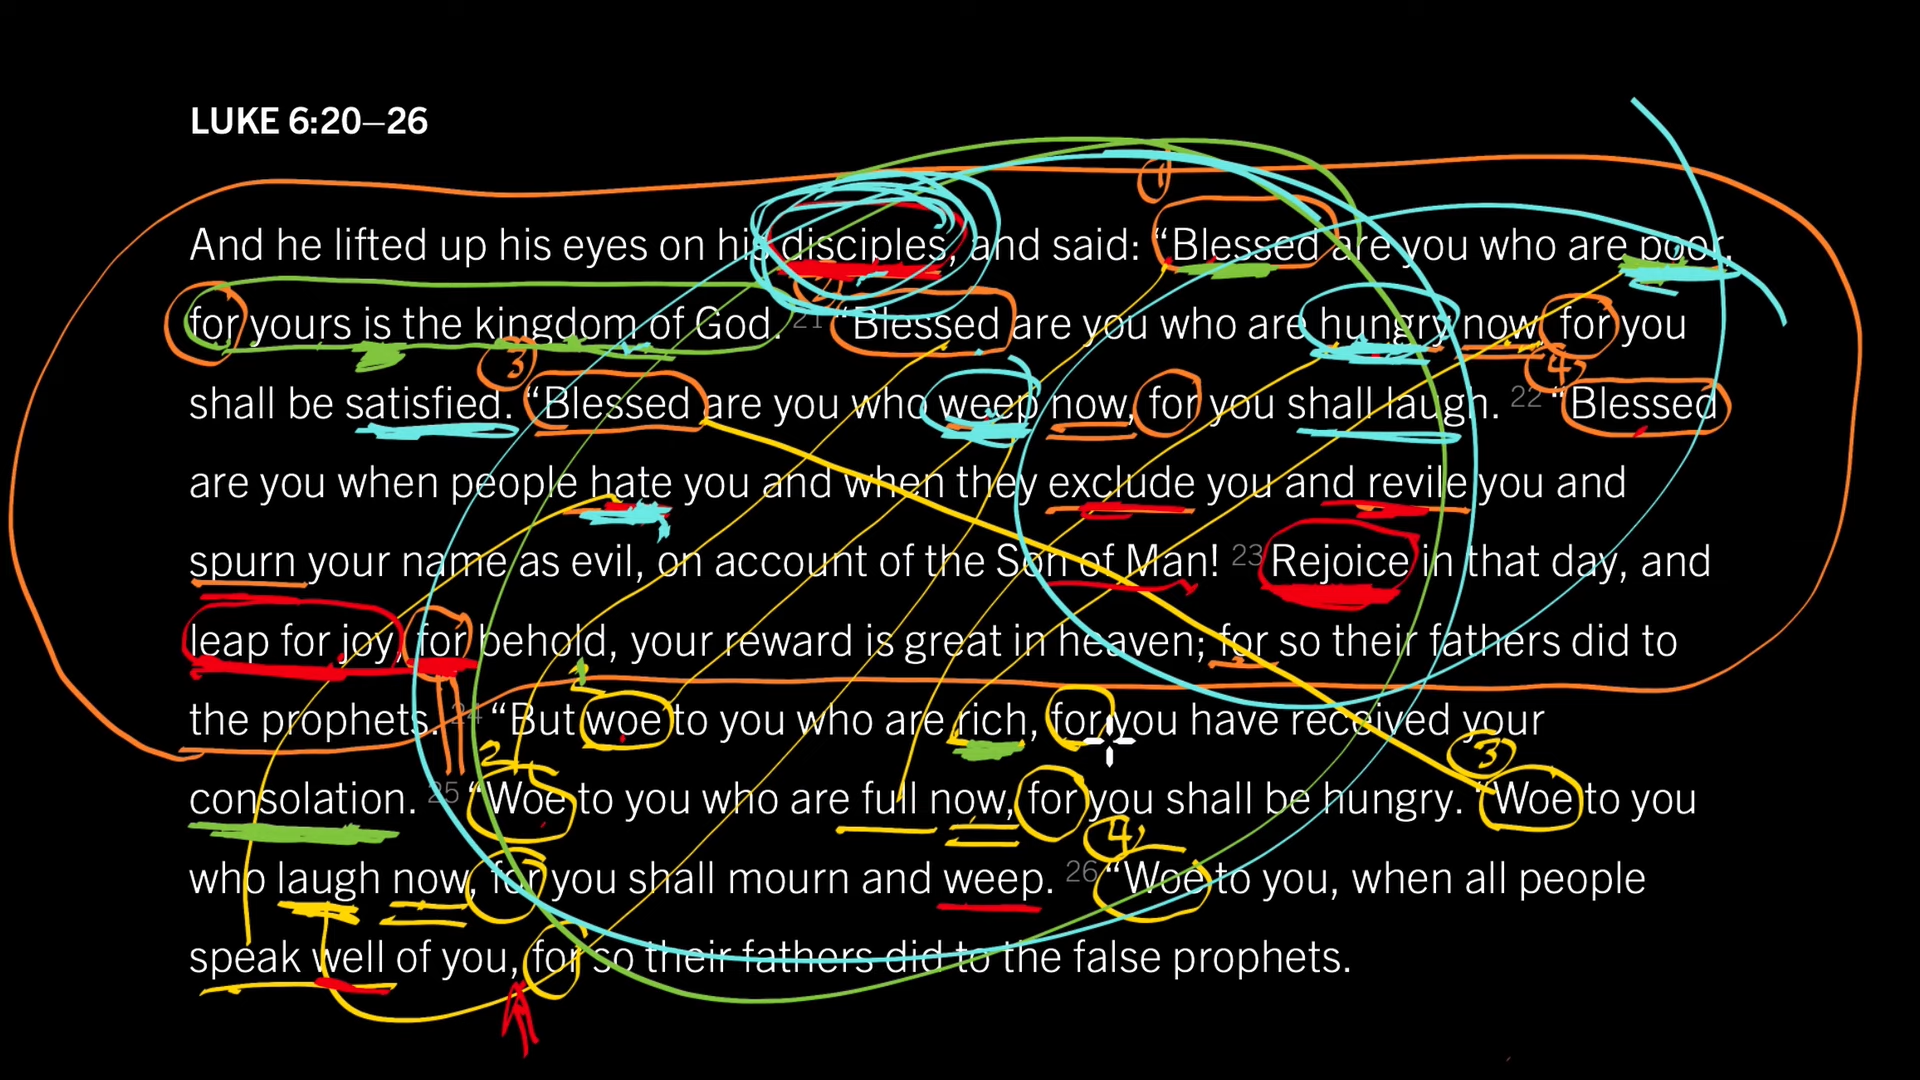 LUKE 6:20–26
1
And he lifted up his eyes on his disciples, and said: “Blessed are you who are poor,
for yours is the kingdom of God. 21 “Blessed are you who are hungry now, for you
3 4
shall be satisfied. “Blessed are you who weep now, for you shall laugh. 22 “Blessed
are you when people hate you and when they exclude you and revile you and
spurn your name as evil, on account of the Son of Man! 23 Rejoice in that day, and
leap for joy, for behold, your reward is great in heaven; for so their fathers did to
the prophets. 24 “But woe to you who are rich, for you have received your
2 3
consolation. 25 “Woe to you who are full now, for you shall be hungry. “Woe to you
4
who laugh now, for you shall mourn and weep. 26 “Woe to you, when all people
speak well of you, for so their fathers did to the false prophets.